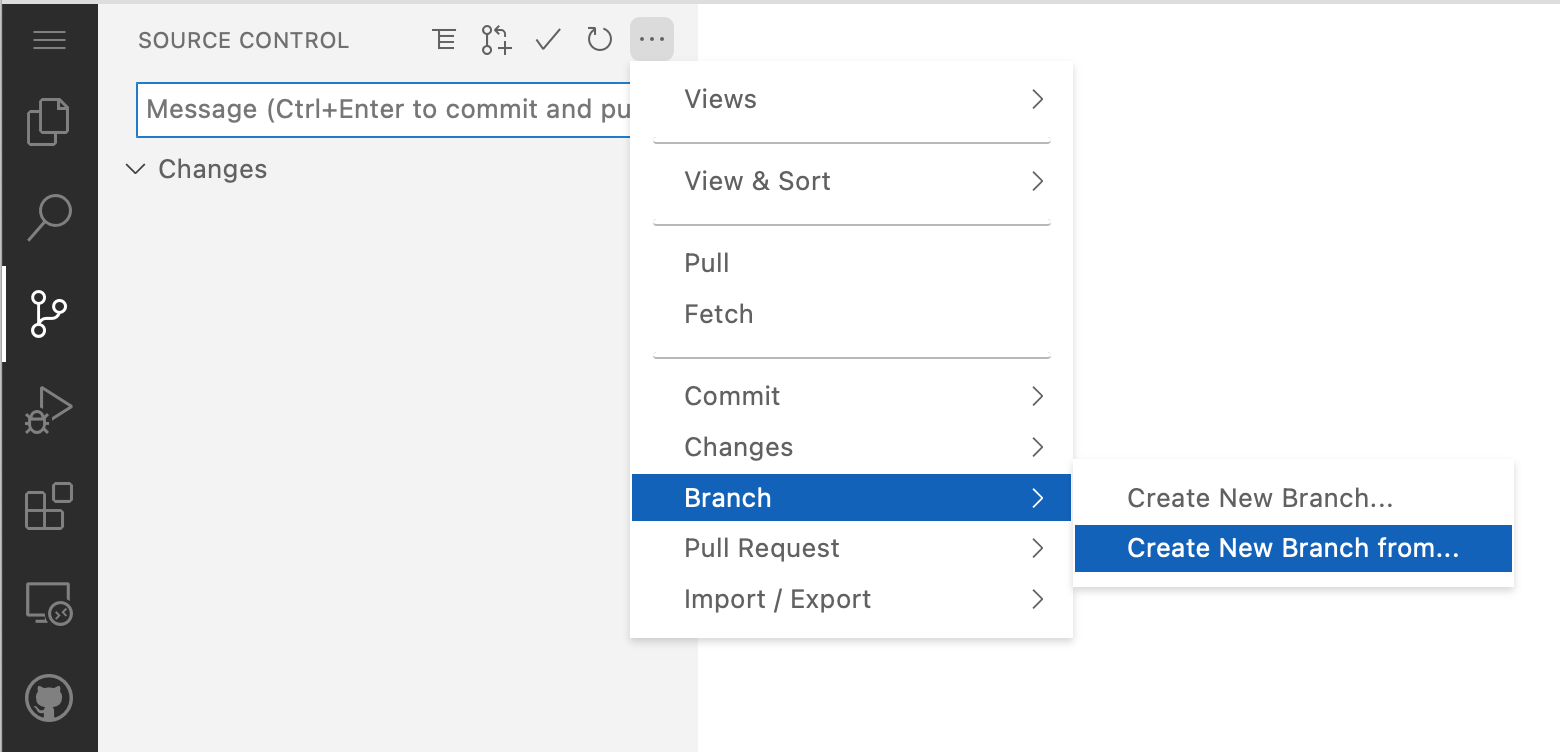 SOURCE CONTROL
Message (Ctrl+Enter to commit and pu
Changes
Views
View & Sort
Pull
Fetch
Commit
Changes
Branch
Pull Request
Import / Export
Create New Branch...
Create New Branch from...